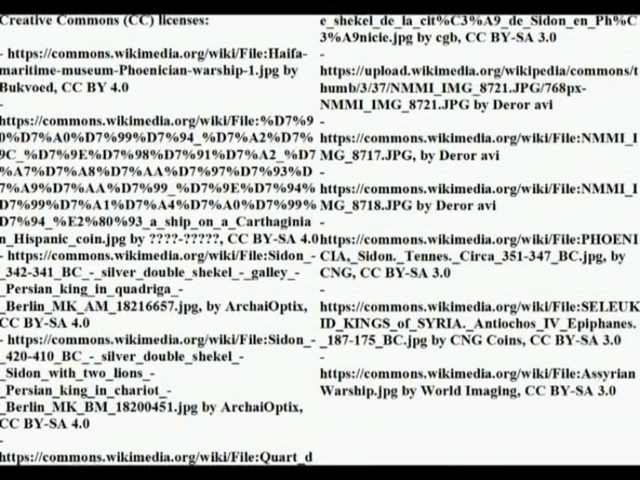 Creative Commons (CC) licenses:
- https://commons.wikimedia.org/wiki/File:Haifa-
maritime-museum-Phoenician-warship-1.jpg by
Bukvoed, CC BY 4.0
-
https://commons.wikimedia.org/wiki/File:%D7%9
0%D7%A0%D7%99%D7%94_%D7%A2%D7%
9C_%D7%9E%D7%98%D7%91%D7%A2_%D7
%A7%D7%A8%D7%AA%D7%97%D7%93%D
7%A9%D7%AA%D7%99_%D7%9E%D7%94%
D7%99%D7%A1%D7%A4%D7%A0%D7%99%
D7%94_%E2%80%93_a_ship_on_a_Carthaginia
n_Hispanic_coin.jpg by ????-?????, CC BY-SA 4.0
- https://commons.wikimedia.org/wiki/File:Sidon_-
_342-341_BC_-_silver_double_shekel_-_galley_-
_Persian_king_in_quadriga_-
_Berlin_MK_AM_18216657.jpg, by ArchaiOptix,
CC BY-SA 4.0
- https://commons.wikimedia.org/wiki/File:Sidon_-
_420-410_BC_-_silver_double_shekel_-
_Sidon_with_two_lions_-
_Persian_king_in_chariot_-
_Berlin_MK_BM_18200451.jpg by ArchaiOptix,
CC BY-SA 4.0
-
https://commons.wikimedia.org/wiki/File:Quart_d
e_shekel_de_la_cit%C3%A9_de_Sidon_en_Ph%C
3%A9nicie.jpg by cgb, CC BY-SA 3.0
-
https://upload.wikimedia.org/wikipedia/commons/t
humb/3/37/NMMI_IMG_8721.JPG/768px-
NMMI_IMG_8721.JPG by Deror avi
-
https://commons.wikimedia.org/wiki/File:NMMI_I
MG_8717.JPG, by Deror avi
-
https://commons.wikimedia.org/wiki/File:NMMI_I
MG_8718.JPG by Deror avi
-
https://commons.wikimedia.org/wiki/File:PHOENI
CIA,_Sidon._Tennes._Circa_351-347_BC.jpg, by
CNG, CC BY-SA 3.0
-
https://commons.wikimedia.org/wiki/File:SELEUK
ID_KINGS_of_SYRIA._Antiochos_IV_Epiphanes.
_187-175_BC.jpg by CNG Coins, CC BY-SA 3.0
-
https://commons.wikimedia.org/wiki/File:Assyrian
Warship.jpg by World Imaging, CC BY-SA 3.0